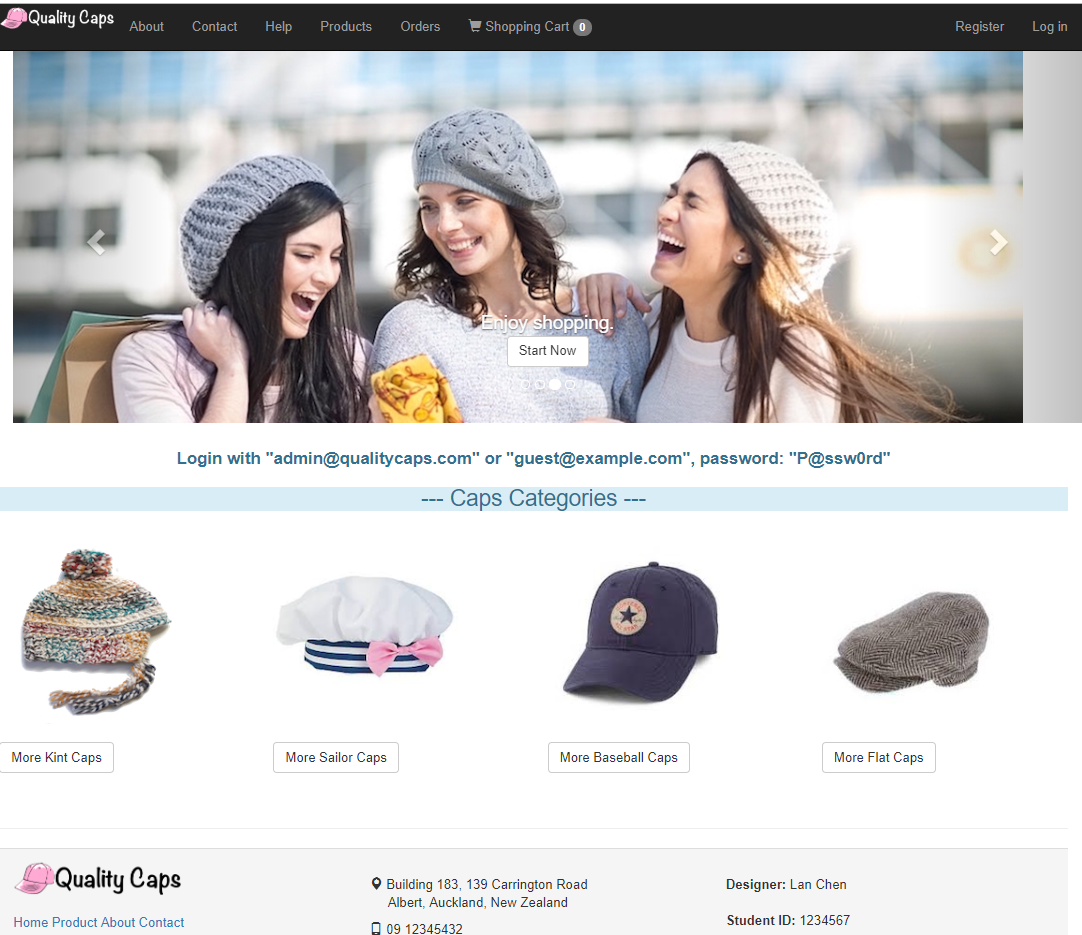 Quality Caps About Contact Help Products Orders Shopping Cart 0 Register Log in
Enjoy shopping.
Start Now
Login with "admin@qualitycaps.com" or "guest@example.com", password: "P@ssw0rd"
--- Caps Categories ---
More Kint Caps More Sailor Caps More Baseball Caps More Flat Caps
Quality Caps
Home Product About Contact
Building 183, 139 Carrington Road
Albert, Auckland, New Zealand
09 12345432
Designer: Lan Chen
Student ID: 1234567